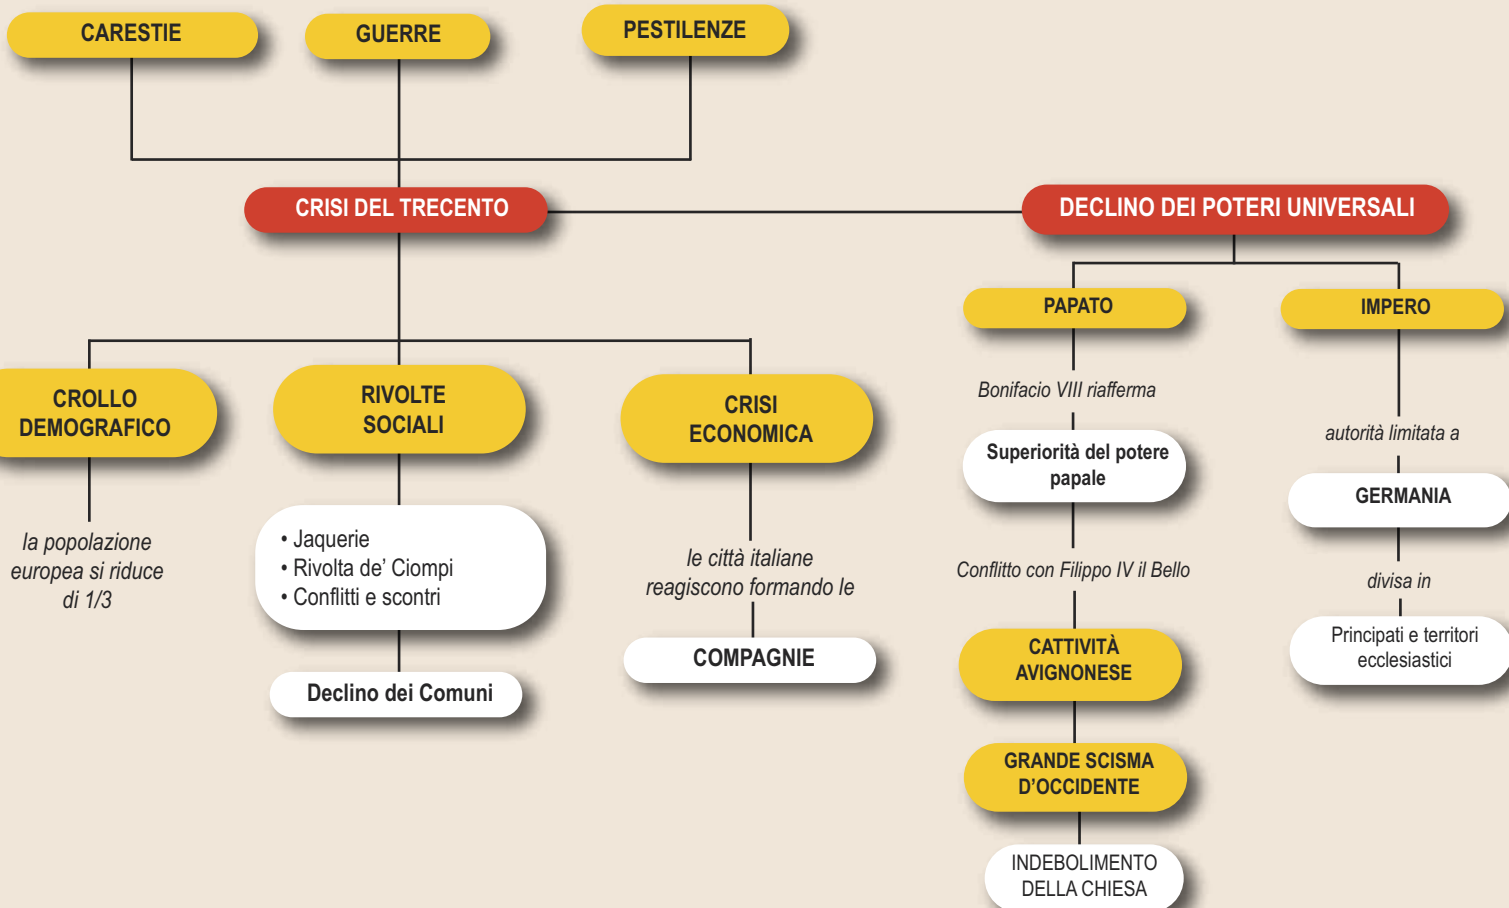 CARESTIE
GUERRE
PESTILENZE
CRISI DEL TRECENTO
DECLINO DEI POTERI UNIVERSALI
CROLLO
DEMOGRAFICO
la popolazione
europea si riduce
di 1/3
RIVOLTE
SOCIALI
• Jaquerie
• Rivolta de’ Ciompi
• Conflitti e scontri
Declino dei Comuni
CRISI
ECONOMICA
le città italiane
reagiscono formando le
COMPAGNIE
PAPATO
Bonifacio VIII riafferma
Superiorità del potere
papale
Conflitto con Filippo IV il Bello
CATTIVITÀ
AVIGNONESE
GRANDE SCISMA
D’OCCIDENTE
INDEBOLIMENTO
DELLA CHIESA
IMPERO
autorità limitata a
GERMANIA
divisa in
Principati e territori
ecclesiastici